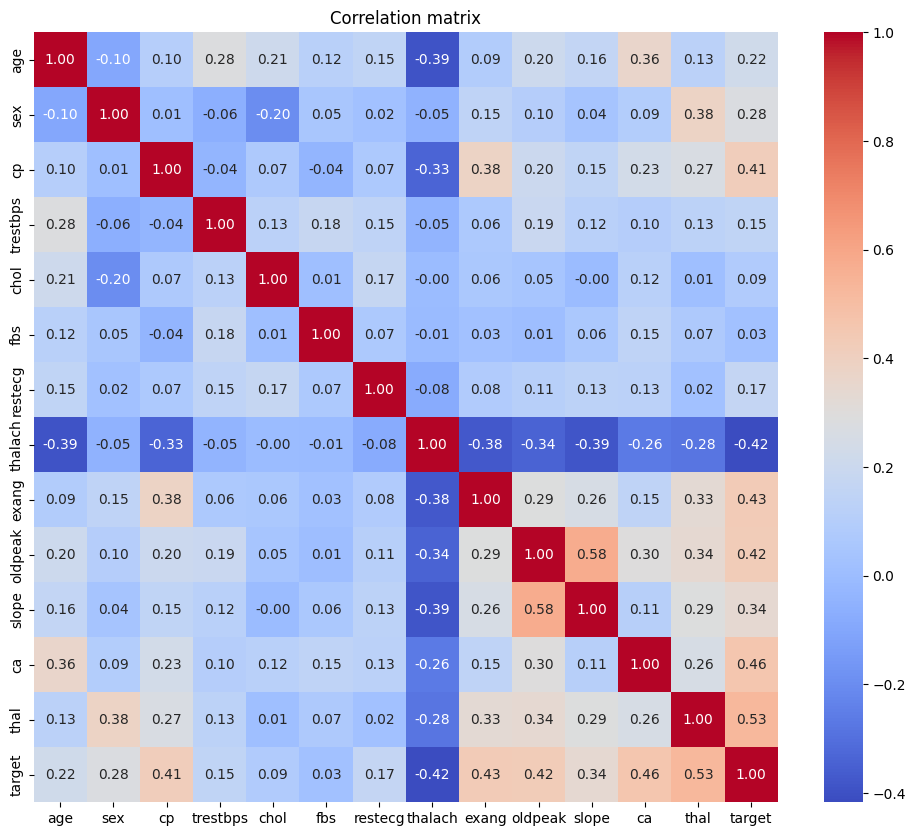 Correlation matrix
age 1.00 -0.10 0.10 0.28 0.21 0.12 0.15 -0.39 0.09 0.20 0.16 0.36 0.13 0.22
sex -0.10 1.00 0.01 -0.06 -0.20 0.05 0.02 -0.05 0.15 0.10 0.04 0.09 0.38 0.28
cp 0.10 0.01 1.00 -0.04 0.07 -0.04 0.07 -0.33 0.38 0.20 0.15 0.23 0.27 0.41
trestbps 0.28 -0.06 -0.04 1.00 0.13 0.18 0.15 -0.05 0.06 0.19 0.12 0.10 0.13 0.15
chol 0.21 -0.20 0.07 0.13 1.00 0.01 0.17 -0.00 0.06 0.05 -0.00 0.12 0.01 0.09
fbs 0.12 0.05 -0.04 0.18 0.01 1.00 0.07 -0.01 0.03 0.01 0.06 0.15 0.07 0.03
restecg 0.15 0.02 0.07 0.15 0.17 0.07 1.00 -0.08 0.08 0.11 0.13 0.13 0.02 0.17
thalach -0.39 -0.05 -0.33 -0.05 -0.00 -0.01 -0.08 1.00 -0.38 -0.34 -0.39 -0.26 -0.28 -0.42
exang 0.09 0.15 0.38 0.06 0.06 0.03 0.08 -0.38 1.00 0.29 0.26 0.15 0.33 0.43
oldpeak 0.20 0.10 0.20 0.19 0.05 0.01 0.11 -0.34 0.29 1.00 0.58 0.30 0.34 0.42
slope 0.16 0.04 0.15 0.12 -0.00 0.06 0.13 -0.39 0.26 0.58 1.00 0.11 0.29 0.34
ca 0.36 0.09 0.23 0.10 0.12 0.15 0.13 -0.26 0.15 0.30 0.11 1.00 0.26 0.46
thal 0.13 0.38 0.27 0.13 0.01 0.07 0.02 -0.28 0.33 0.34 0.29 0.26 1.00 0.53
target 0.22 0.28 0.41 0.15 0.09 0.03 0.17 -0.42 0.43 0.42 0.34 0.46 0.53 1.00
age sex cp trestbps chol fbs restecg thalach exang oldpeak slope ca thal target
1.0
0.8
0.6
0.4
0.2
0.0
−0.2
−0.4